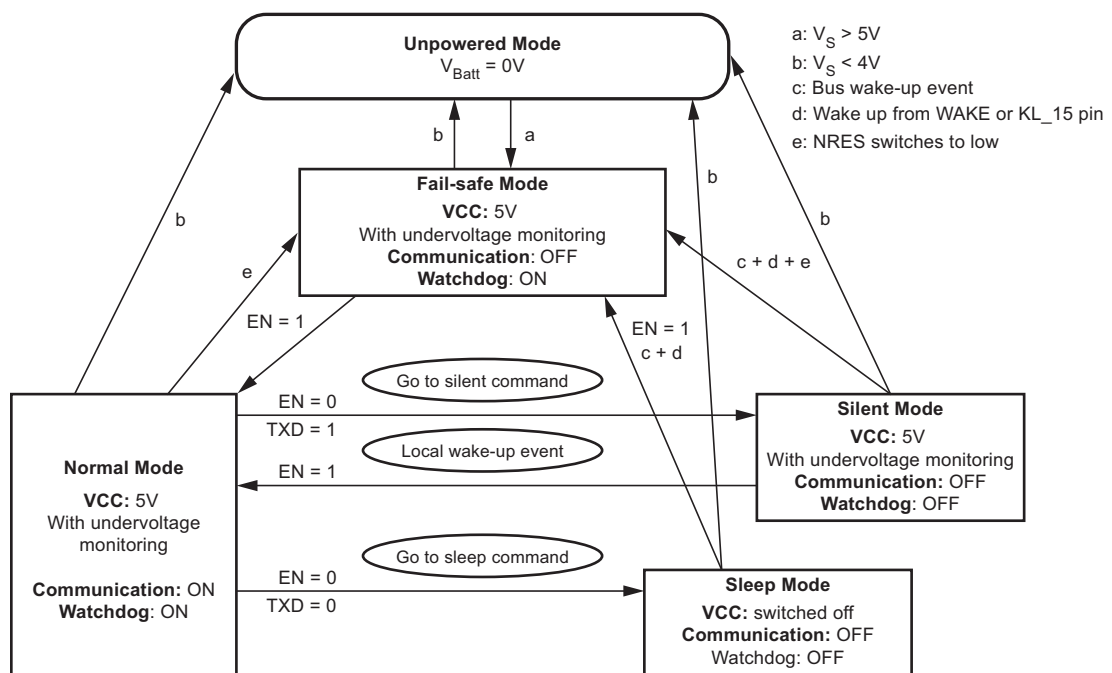 Unpowered Mode
V_Batt = 0V
a: V_S > 5V
b: V_S < 4V
c: Bus wake-up event
d: Wake up from WAKE or KL_15 pin
e: NRES switches to low
b
a
Fail-safe Mode
VCC: 5V
With undervoltage monitoring
Communication: OFF
Watchdog: ON
b
b
b
e
c + d + e
EN = 1
EN = 1
c + d
Go to silent command
EN = 0
TXD = 1
Local wake-up event
EN = 1
Go to sleep command
EN = 0
TXD = 0
Normal Mode
VCC: 5V
With undervoltage
monitoring
Communication: ON
Watchdog: ON
Silent Mode
VCC: 5V
With undervoltage monitoring
Communication: OFF
Watchdog: OFF
Sleep Mode
VCC: switched off
Communication: OFF
Watchdog: OFF